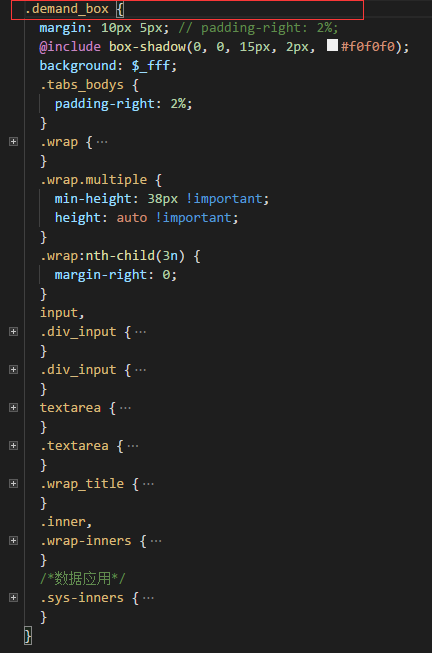 .demand_box {
margin: 10px 5px; // padding-right: 2%;
@include box-shadow(0, 0, 15px, 2px, #f0f0f0);
background: $_fff;
.tabs_bodys {
padding-right: 2%;
}
.wrap {···
}
.wrap.multiple {
min-height: 38px !important;
height: auto !important;
}
.wrap:nth-child(3n) {
margin-right: 0;
}
input,
.div_input {···
}
.div_input {···
}
textarea {···
}
.textarea {···
}
.wrap_title {···
}
.inner,
.wrap-inners {···
}
/*数据应用*/
.sys-inners {···
}
}